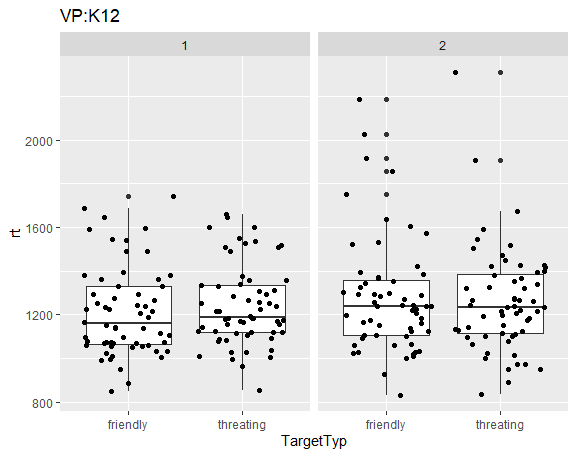 VP:K12
1
2
2000
1600
1200
800
rt
friendly
threating
friendly
threating
TargetTyp